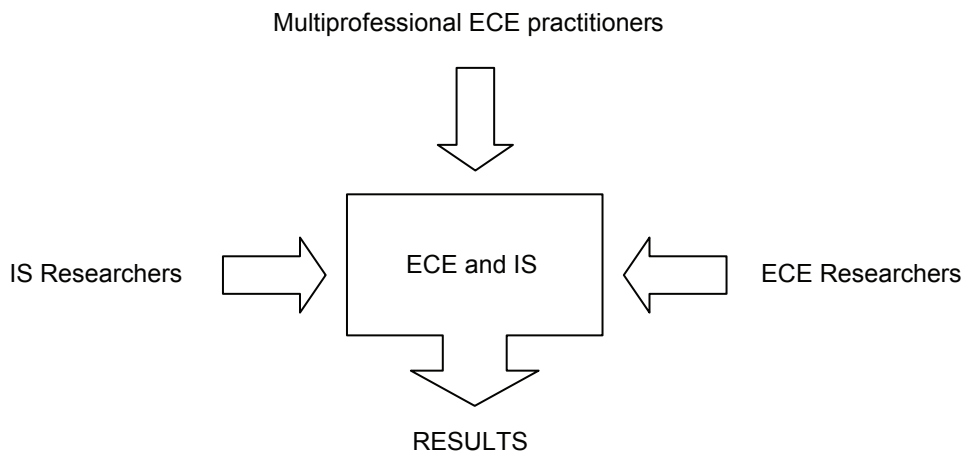 Multiprofessional ECE practitioners
IS Researchers
ECE and IS
ECE Researchers
RESULTS